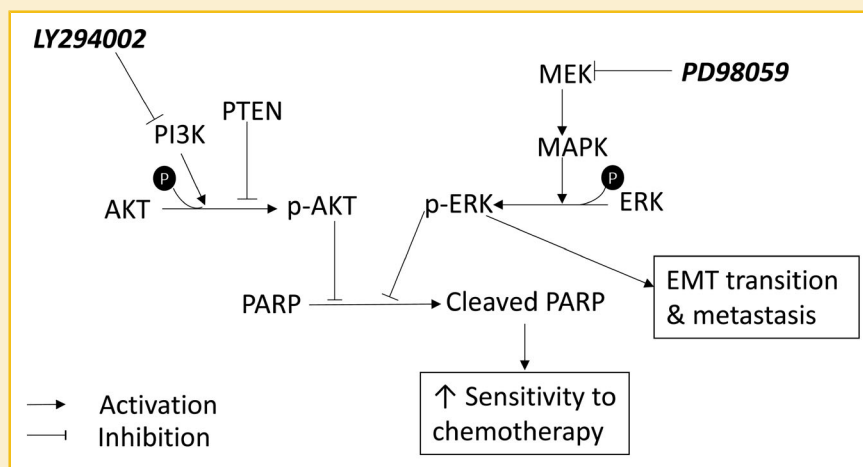 LY294002
MEK
PD98059
PTEN
PI3K
MAPK
P
P
AKT
p-AKT
p-ERK
ERK
PARP
Cleaved PARP
EMT transition
& metastasis
↑ Sensitivity to
chemotherapy
Activation
Inhibition